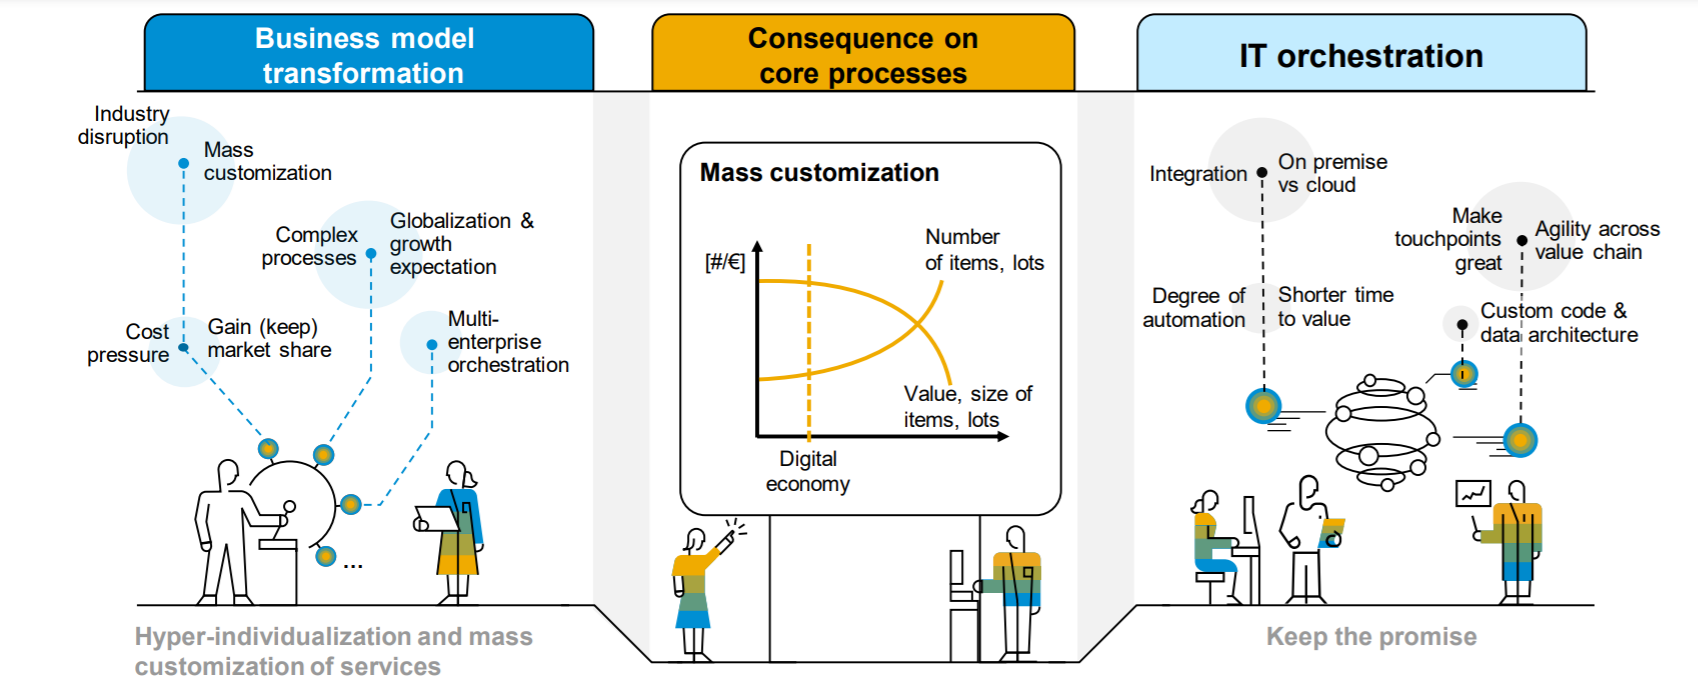 Business model
transformation
Industry
disruption
Mass
customization
Complex
processes
Globalization &
growth
expectation
Cost
pressure
Gain (keep)
market share
Multi-
enterprise
orchestration
...
Hyper-individualization and mass
customization of services
Consequence on
core processes
Mass customization
[#/€]
Number
of items, lots
Value, size of
items, lots
Digital
economy
IT orchestration
Integration
On premise
vs cloud
Make
touchpoints
great
Agility across
value chain
Degree of
automation
Shorter time
to value
Custom code &
data architecture
Keep the promise